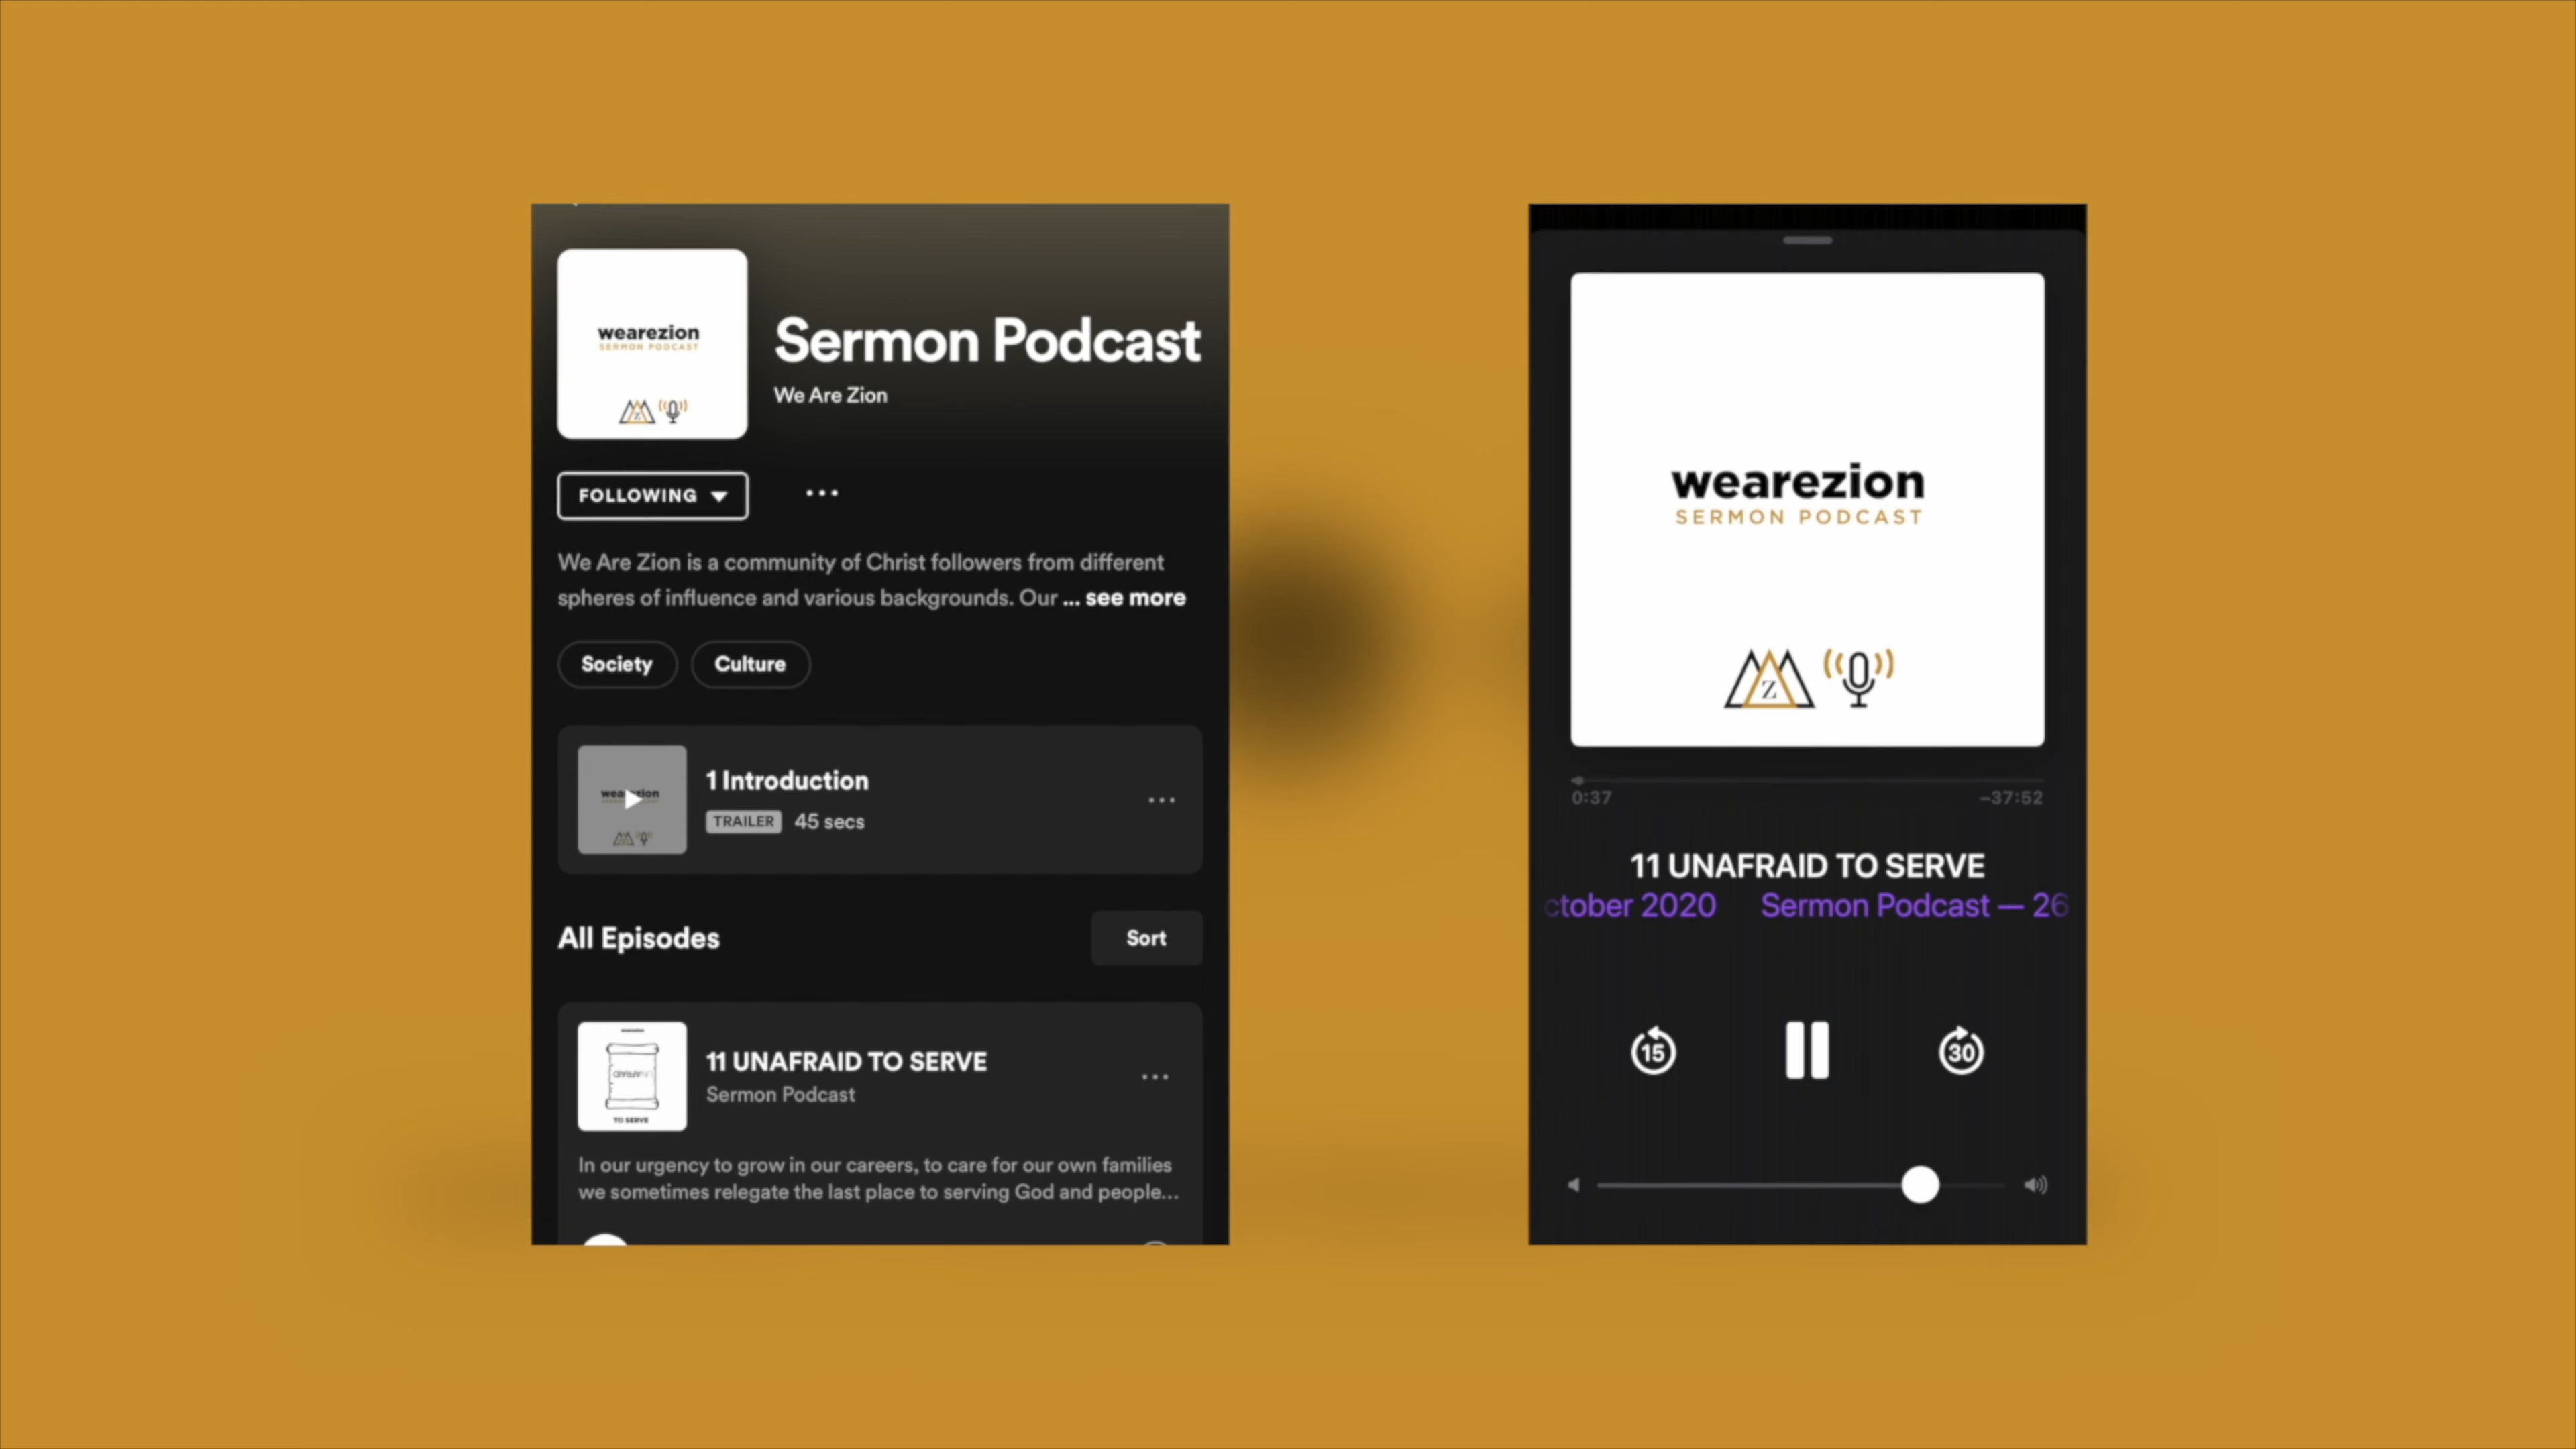 wearezion
SERMON PODCAST
Z
Sermon Podcast
We Are Zion
FOLLOWING
We Are Zion is a community of Christ followers from different
spheres of influence and various backgrounds. Our ... see more
Society
Culture
1 Introduction
TRAILER 45 secs
All Episodes
Sort
UNAFRAID
TO SERVE
11 UNAFRAID TO SERVE
Sermon Podcast
In our urgency to grow in our careers, to care for our own families
we sometimes relegate the last place to serving God and people...
wearezion
SERMON PODCAST
Z
0:37
–37:52
11 UNAFRAID TO SERVE
ctober 2020 Sermon Podcast — 26
15
30